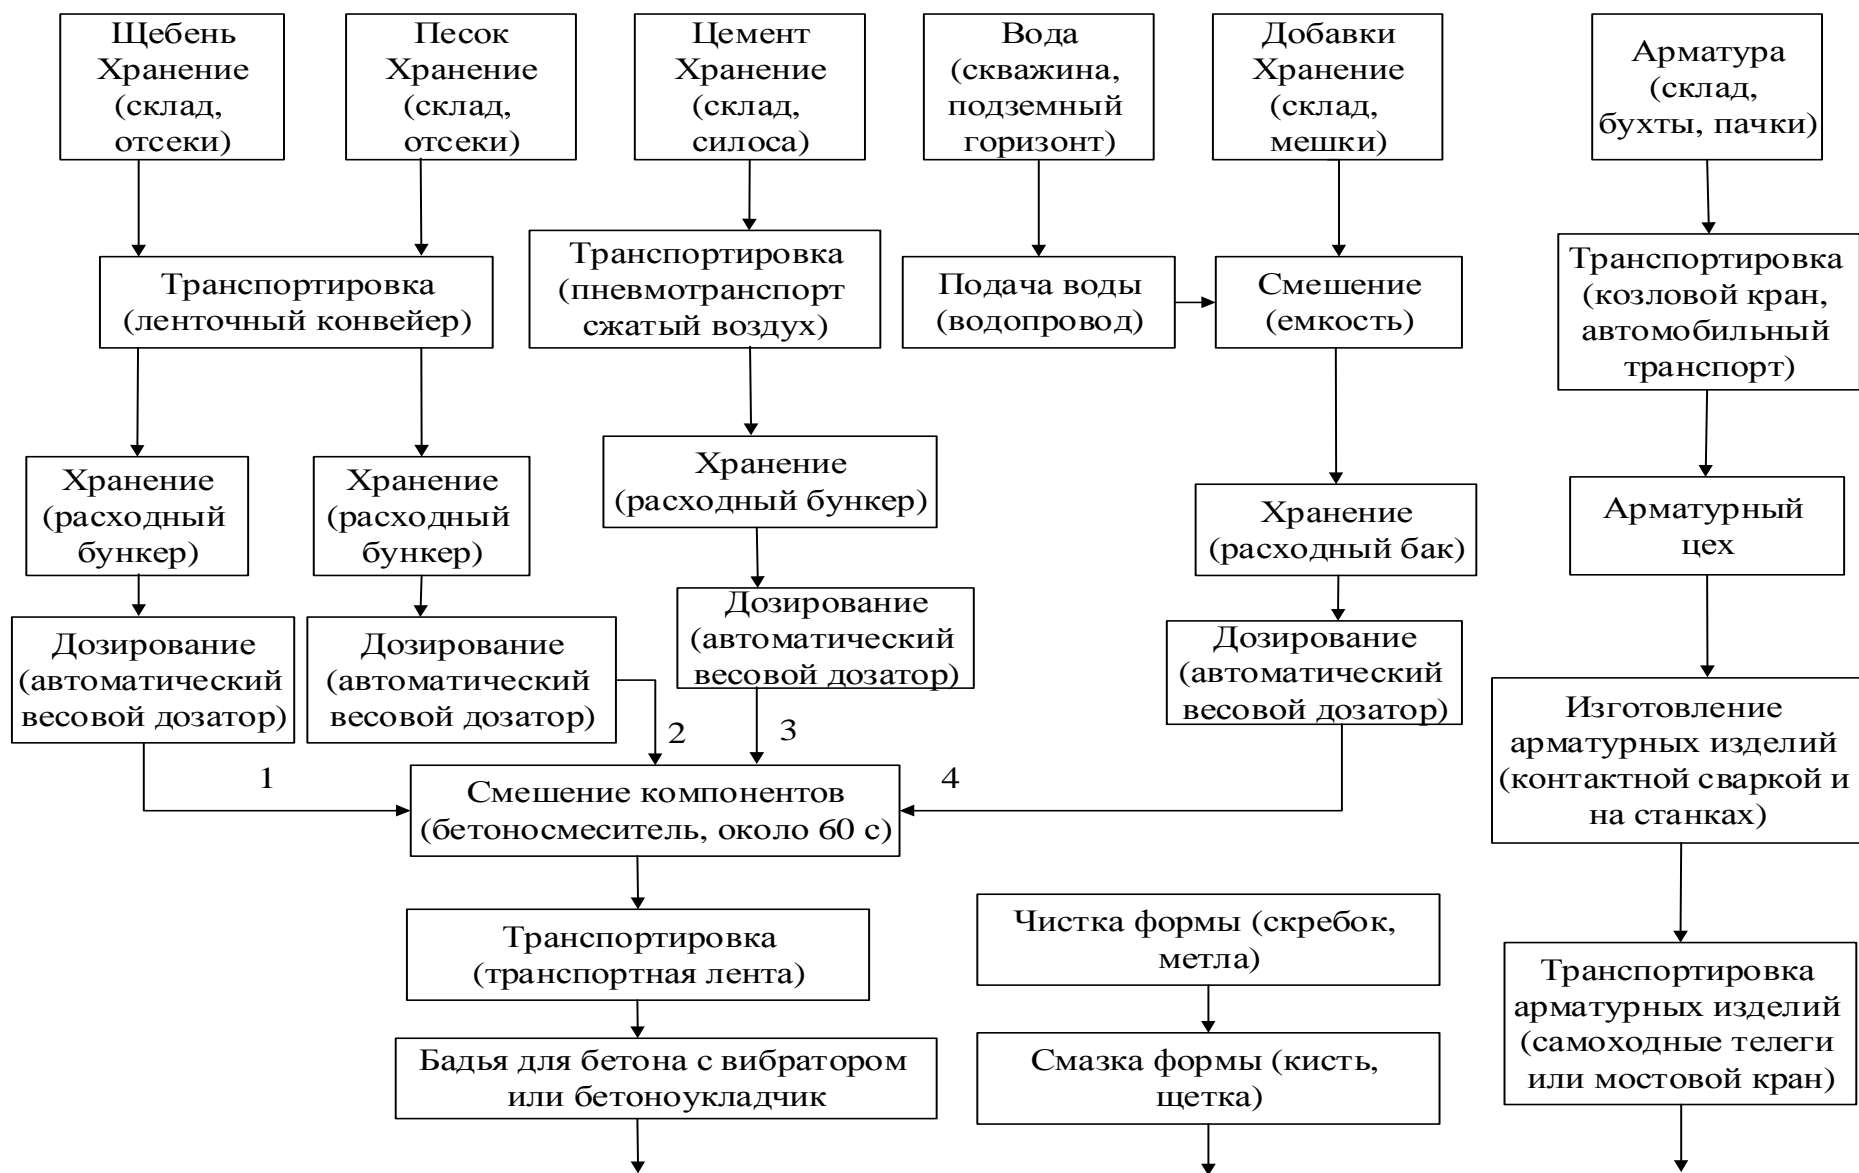 Щебень
Хранение
(склад,
отсеки)
Песок
Хранение
(склад,
отсеки)
Цемент
Хранение
(склад,
силоса)
Вода
(скважина,
подземный
горизонт)
Добавки
Хранение
(склад,
мешки)
Арматура
(склад,
бухты, пачки)
Транспортировка
(ленточный конвейер)
Транспортировка
(пневмотранспорт
сжатый воздух)
Подача воды
(водопровод)
Смешение
(емкость)
Транспортировка
(козловой кран,
автомобильный
транспорт)
Хранение
(расходный
бункер)
Хранение
(расходный
бункер)
Хранение
(расходный бункер)
Хранение
(расходный бак)
Арматурный
цех
Дозирование
(автоматический
весовой дозатор)
Дозирование
(автоматический
весовой дозатор)
Дозирование
(автоматический
весовой дозатор)
Дозирование
(автоматический
весовой дозатор)
Изготовление
арматурных изделий
(контактной сваркой и
на станках)
1
2
3
4
Смешение компонентов
(бетоносмеситель, около 60 с)
Транспортировка
(транспортная лента)
Чистка формы (скребок,
метла)
Транспортировка
арматурных изделий
(самоходные телеги
или мостовой кран)
Бадья для бетона с вибратором
или бетоноукладчик
Смазка формы (кисть,
щетка)